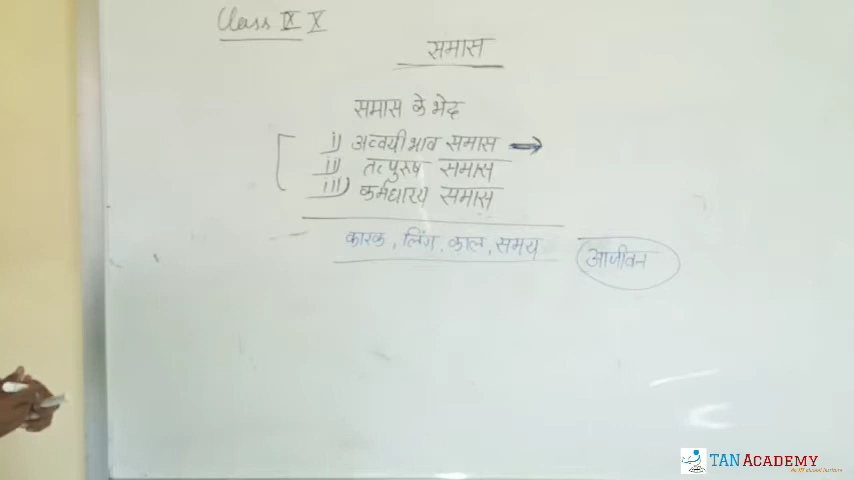 Class IX X
समास
समास के भेद
i) अव्वयीभाव समास →
ii) तत्पुरुष समास
iii) कर्मधारय समास
कारक, लिंग, काल, समय
आजीवन
TAN ACADEMY